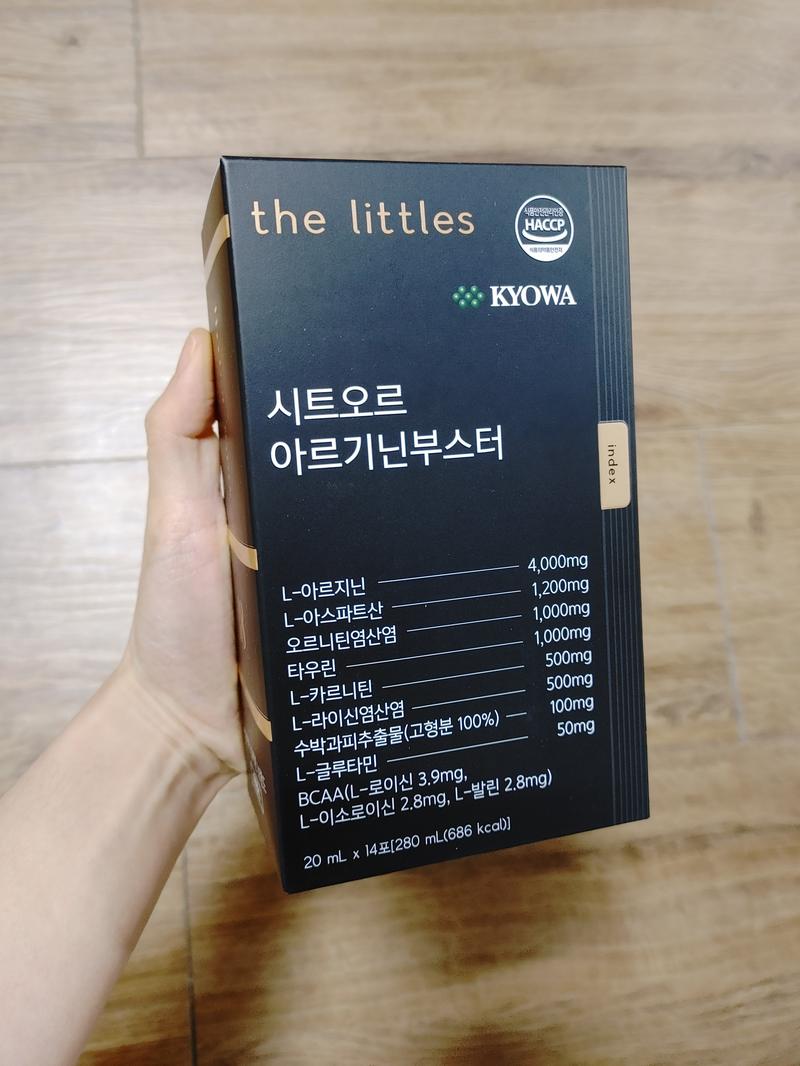 the littles
식품안전관리인증
HACCP
식품의약품안전처
KYOWA
시트오르
아르기닌부스터
index
L-아르지닌 4,000mg
L-아스파트산 1,200mg
오르니틴염산염 1,000mg
타우린 1,000mg
L-카르니틴 500mg
L-라이신염산염 500mg
수박과피추출물(고형분 100%) 100mg
L-글루타민 50mg
BCAA(L-로이신 3.9mg,
L-이소로이신 2.8mg, L-발린 2.8mg)
20 mL x 14포[280 mL(686 kcal)]